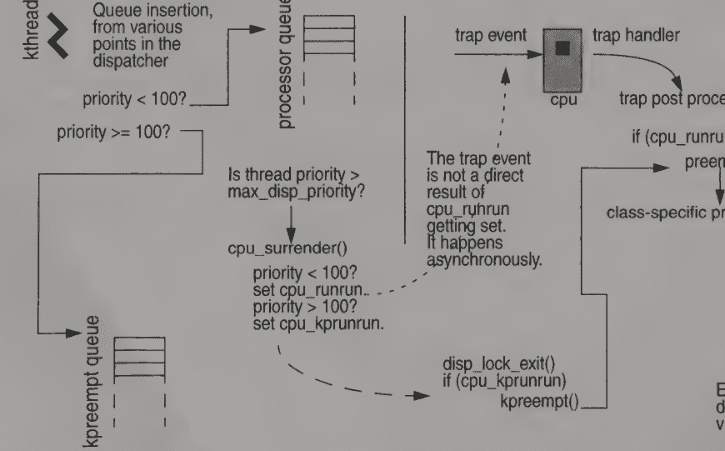 kthread
Queue insertion,
from various
points in the
dispatcher
processor queue
priority < 100?
priority >= 100?
Is thread priority >
max_disp_priority?
cpu_surrender()
priority < 100?
set cpu_runrun.
priority > 100?
set cpu_kprunrun.
kpreempt queue
trap event
cpu
trap handler
trap post proce
if (cpu_runru
preen
class-specific pr
The trap event
is not a direct
result of
cpu_runrun
getting set.
It happens
asynchronously.
disp_lock_exit()
if (cpu_kprunrun)
kpreempt()
E
d
v